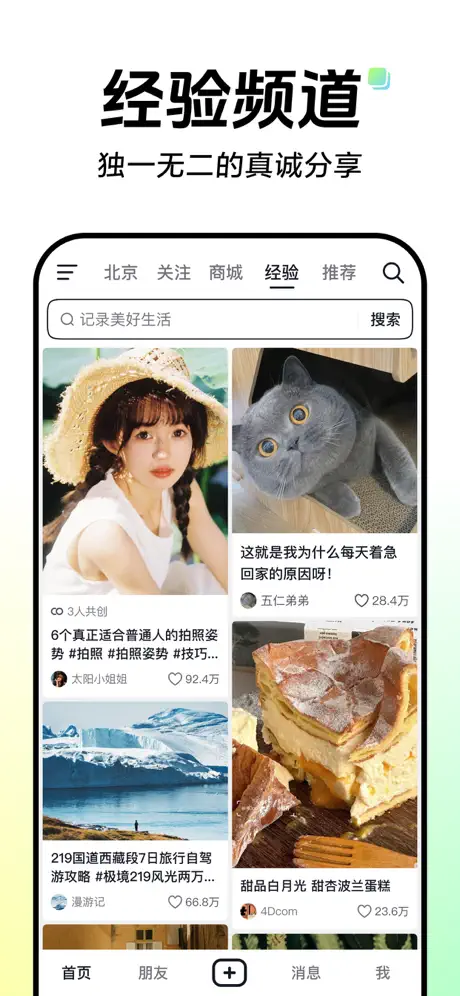 经验频道
独一无二的真诚分享
北京 关注 商城 经验 推荐
记录美好生活 搜索
3人共创
6个真正适合普通人的拍照姿
势 #拍照 #拍照姿势 #技巧...
太阳小姐姐 92.4万
219国道西藏段7日旅行自驾
游攻略 #极境219风光两万...
漫游记 66.8万
这就是我为什么每天着急
回家的原因呀！
五仁弟弟 28.4万
甜品白月光 甜杏波兰蛋糕
4Dcom 23.6万
首页 朋友 消息 我